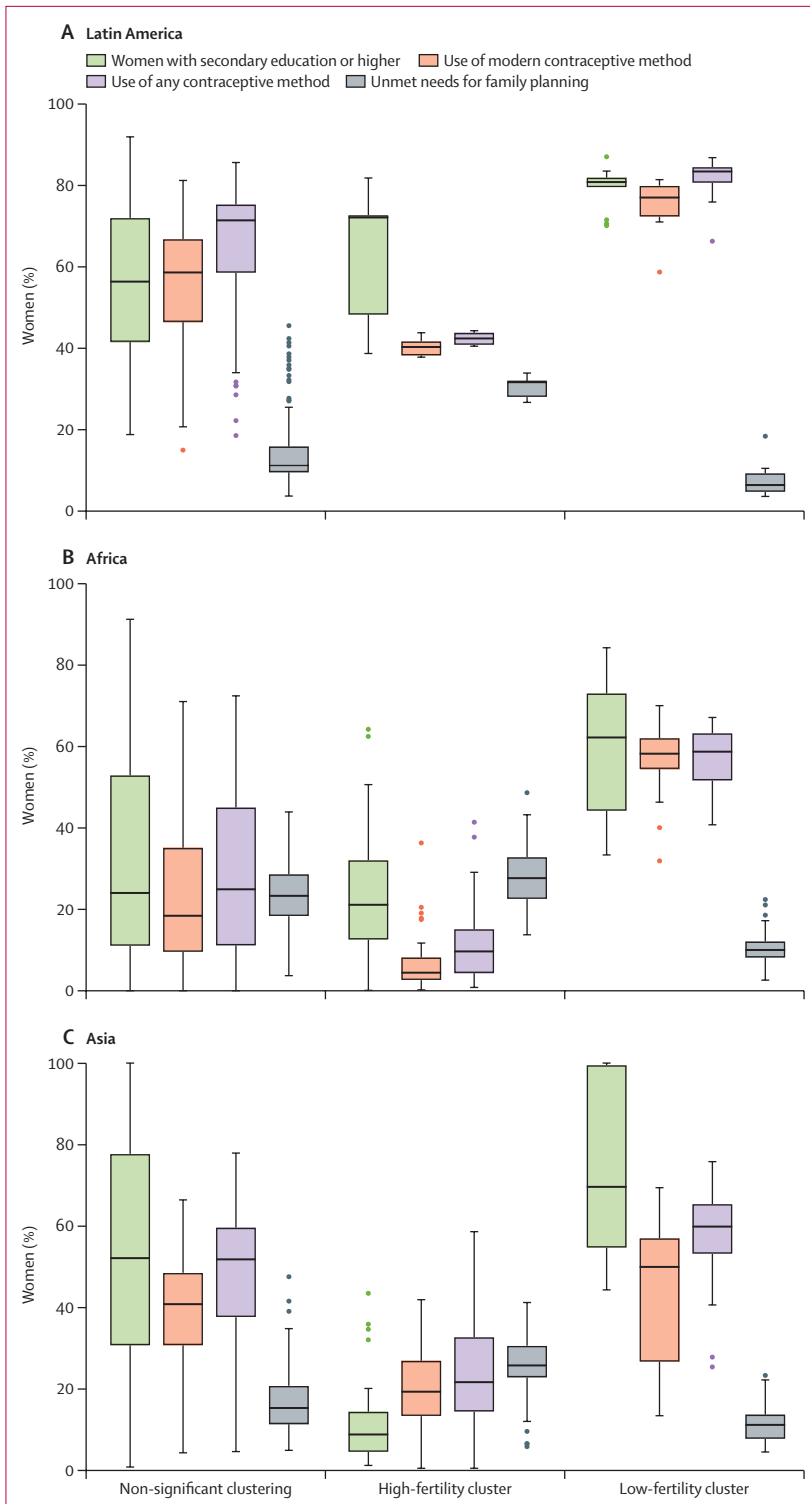 A Latin America
Women with secondary education or higher Use of modern contraceptive method
Use of any contraceptive method Unmet needs for family planning
100
80
60
40
20
0
Women (%)
B Africa
100
80
60
40
20
0
Women (%)
C Asia
100
80
60
40
20
0
Women (%)
Non-significant clustering High-fertility cluster Low-fertility cluster